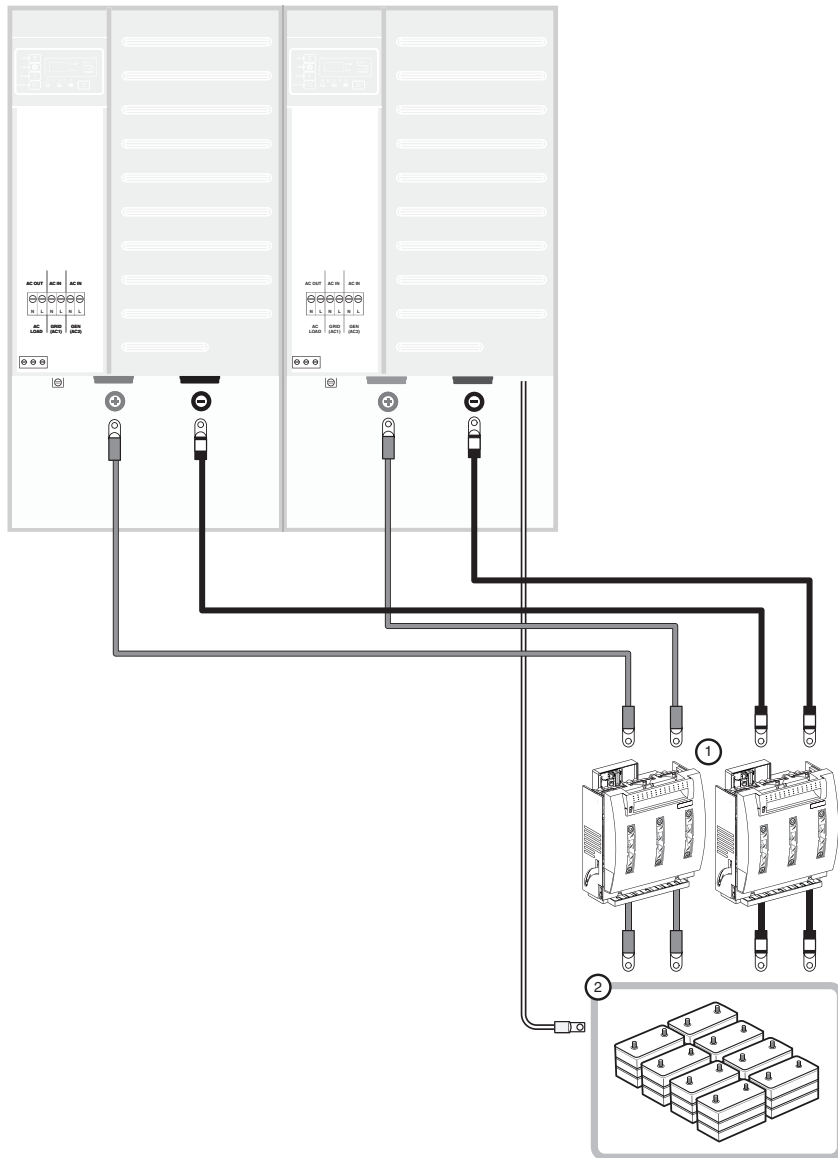 AC OUT AC IN AC IN
N L N L N L
AC LOAD GRID (AC1) GEN (AC2)
AC OUT AC IN AC IN
N L N L N L
AC LOAD GRID (AC1) GEN (AC2)
1
2